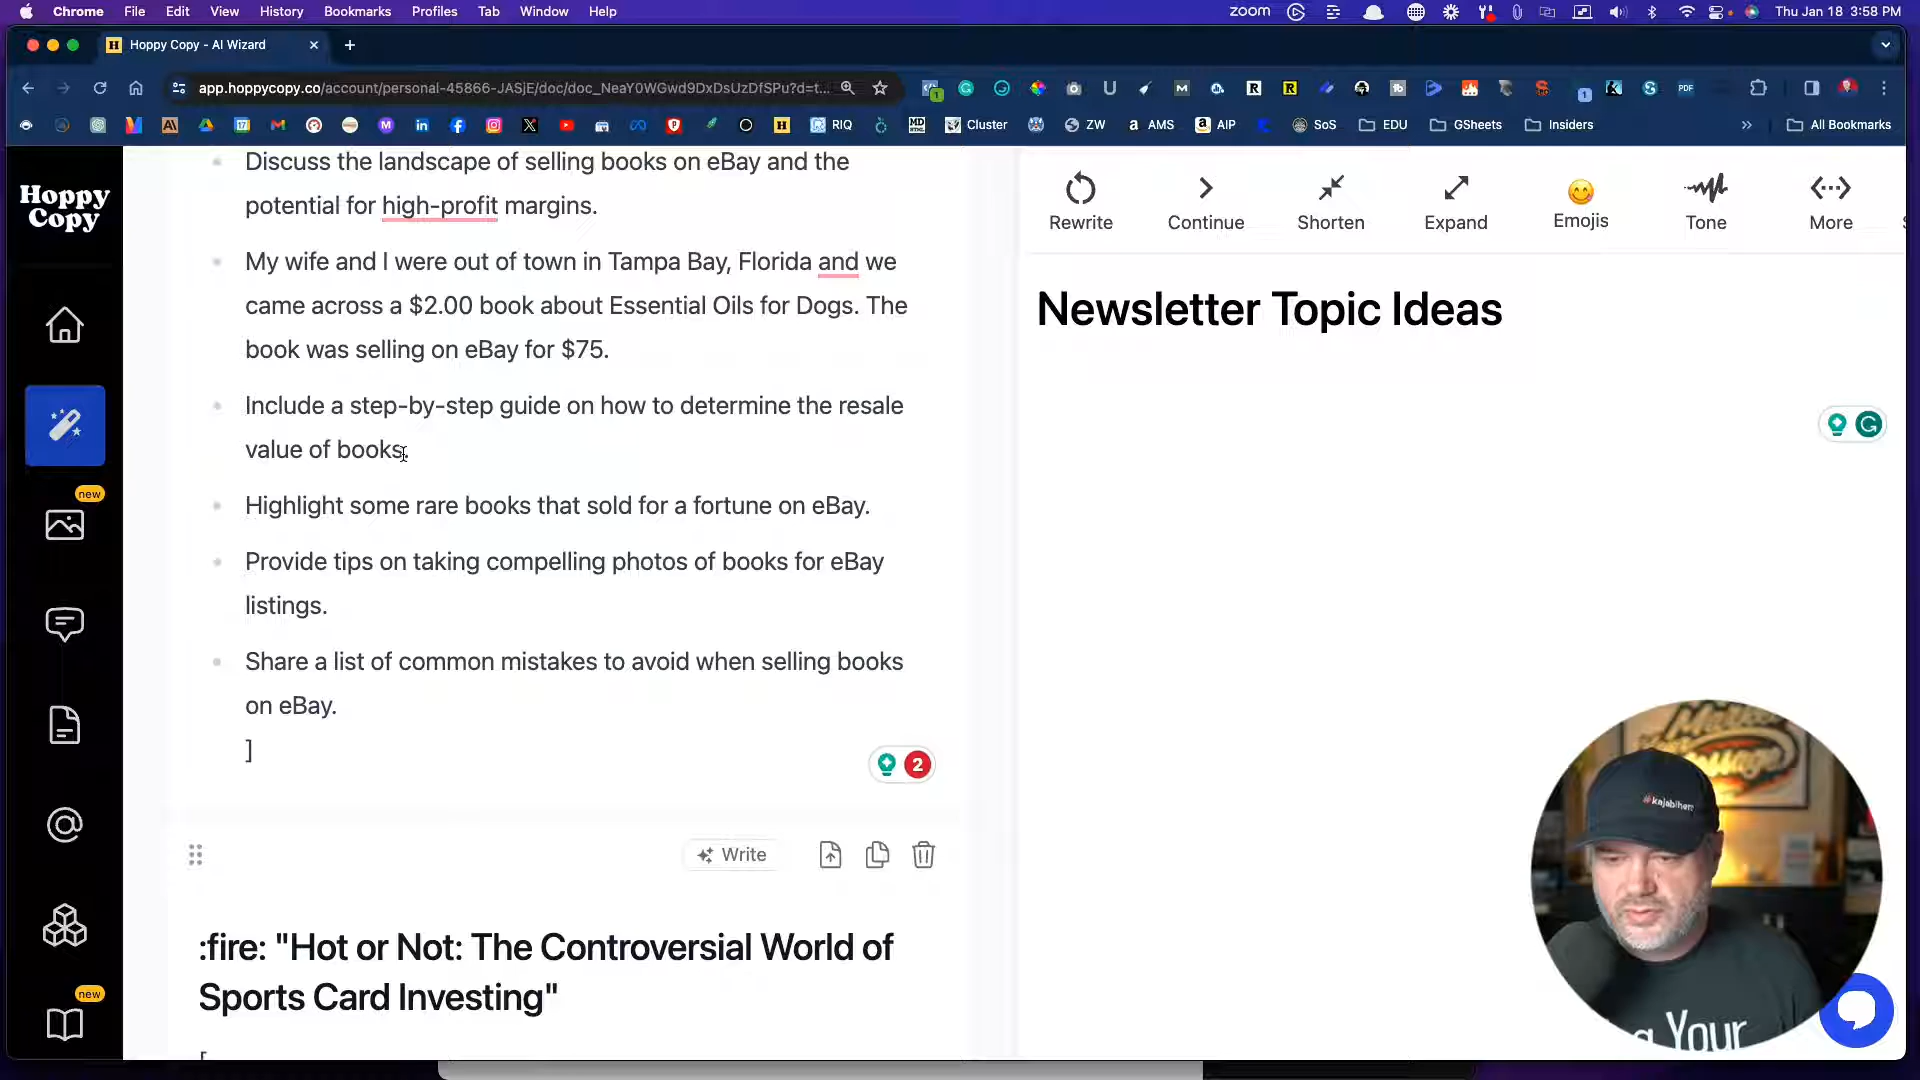 Chrome File Edit View History Bookmarks Profiles Tab Window Help
zoom
Thu Jan 18 3:58 PM
Hoppy Copy - AI Wizard
app.hoppycopy.co/account/personal-45866-JASjE/doc/doc_NeaY0WGwd9DxDsUzDfSPu?d=t...
RIQ Cluster ZW AMS AIP SoS EDU GSheets Insiders All Bookmarks
Hoppy
Copy
new
new
Discuss the landscape of selling books on eBay and the
potential for high-profit margins.
My wife and I were out of town in Tampa Bay, Florida and we
came across a $2.00 book about Essential Oils for Dogs. The
book was selling on eBay for $75.
Include a step-by-step guide on how to determine the resale
value of books.
Highlight some rare books that sold for a fortune on eBay.
Provide tips on taking compelling photos of books for eBay
listings.
Share a list of common mistakes to avoid when selling books
on eBay.
]
2
Write
:fire: "Hot or Not: The Controversial World of
Sports Card Investing"
[
Rewrite Continue Shorten Expand Emojis Tone More
Newsletter Topic Ideas
#kajabihero
Your